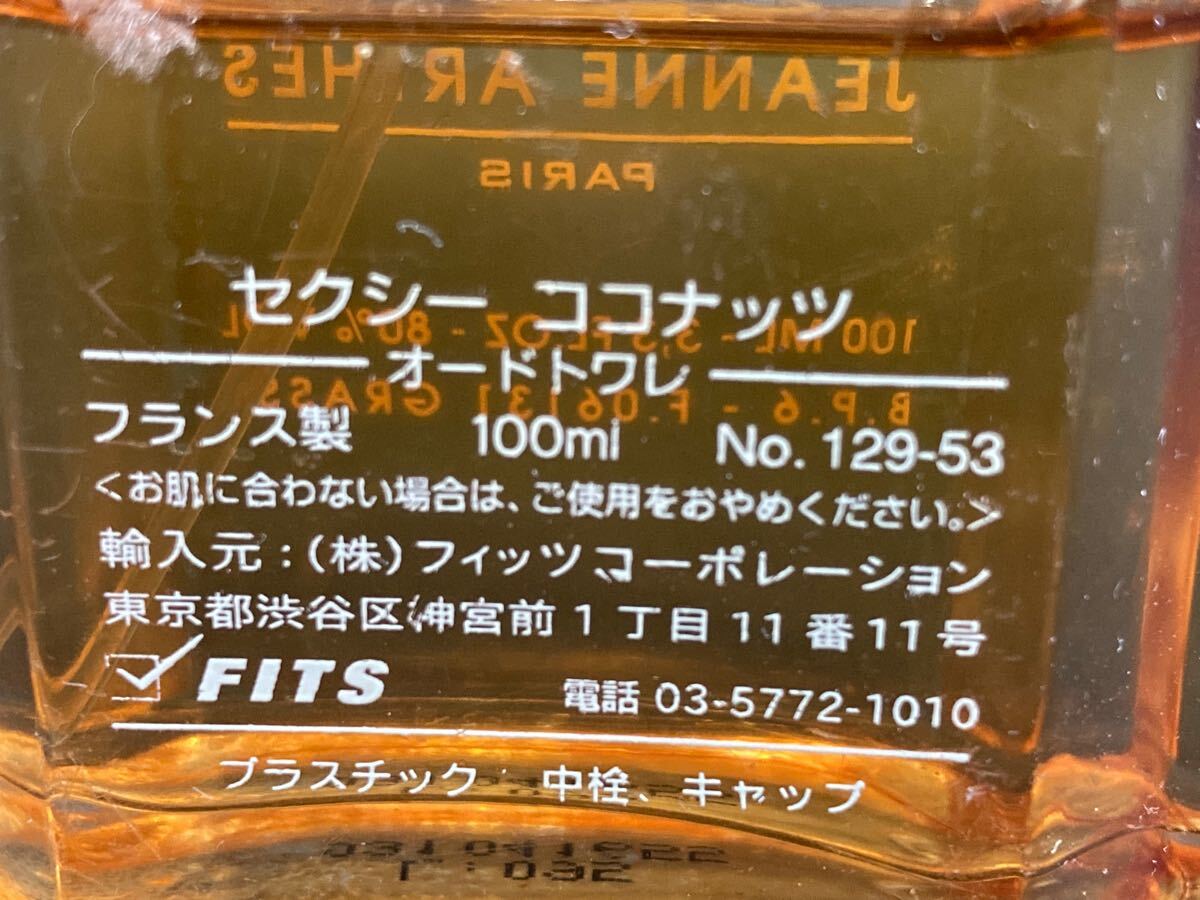 JEANNE AR HES
PARIS
セクシー ココナッツ
100 ML - 3,3 FL.OZ - 80% VOL
オードトワレ
B.P.6 - F.06131 GRASS
フランス製 100ml No. 129-53
<お肌に合わない場合は、ご使用をおやめください。>
輸入元:(株)フィッツコーポレーション
東京都渋谷区神宮前1丁目11番11号
FITS 電話 03-5772-1010
プラスチック 中栓、キャップ